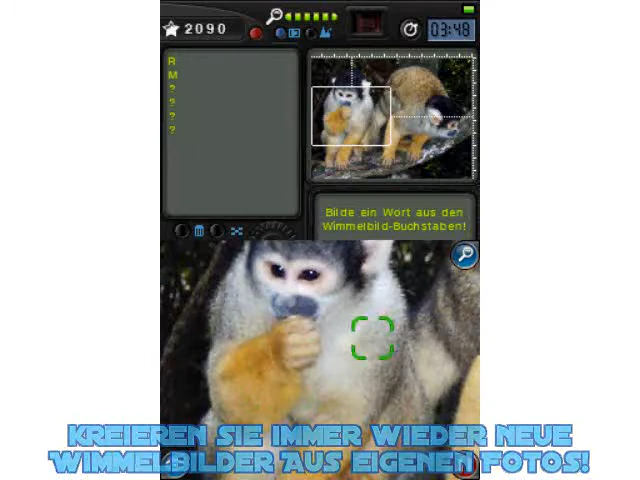 2090
03:48
R
M
?
?
?
?
Bilde ein Wort aus den
Wimmelbild-Buchstaben!
KREIEREN SIE IMMER WIEDER NEUE
WIMMELBILDER AUS EIGENEN FOTOS!